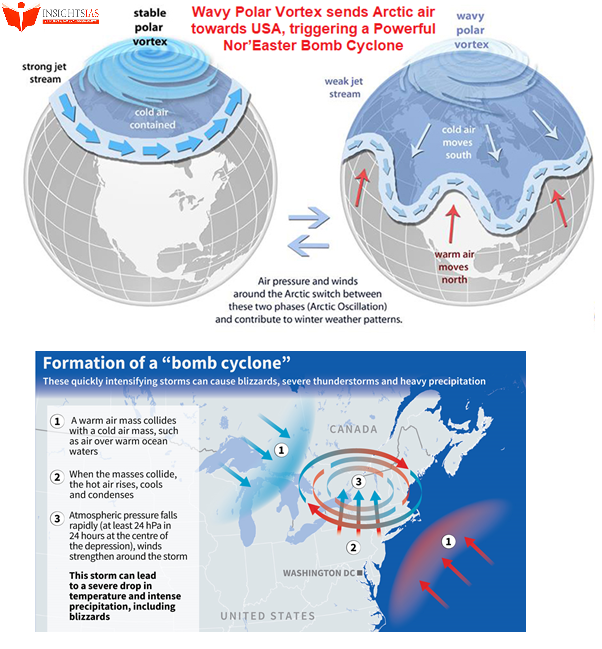 INSIGHTSIAS
Wavy Polar Vortex sends Arctic air
towards USA, triggering a Powerful
Nor'Easter Bomb Cyclone
stable
polar
vortex
strong jet
stream
cold air
contained
wavy
polar
vortex
weak jet
stream
cold air
moves
south
warm air
moves
north
Air pressure and winds
around the Arctic switch between
these two phases (Arctic Oscillation)
and contribute to winter weather patterns.
Formation of a “bomb cyclone”
These quickly intensifying storms can cause blizzards, severe thunderstorms and heavy precipitation
1 A warm air mass collides
with a cold air mass, such
as air over warm ocean
waters
2 When the masses collide,
the hot air rises, cools
and condenses
3 Atmospheric pressure falls
rapidly (at least 24 hPa in
24 hours at the centre of
the depression), winds
strengthen around the storm
This storm can lead
to a severe drop in
temperature and intense
precipitation, including
blizzards
1
CANADA
3
2
1
WASHINGTON DC
UNITED STATES